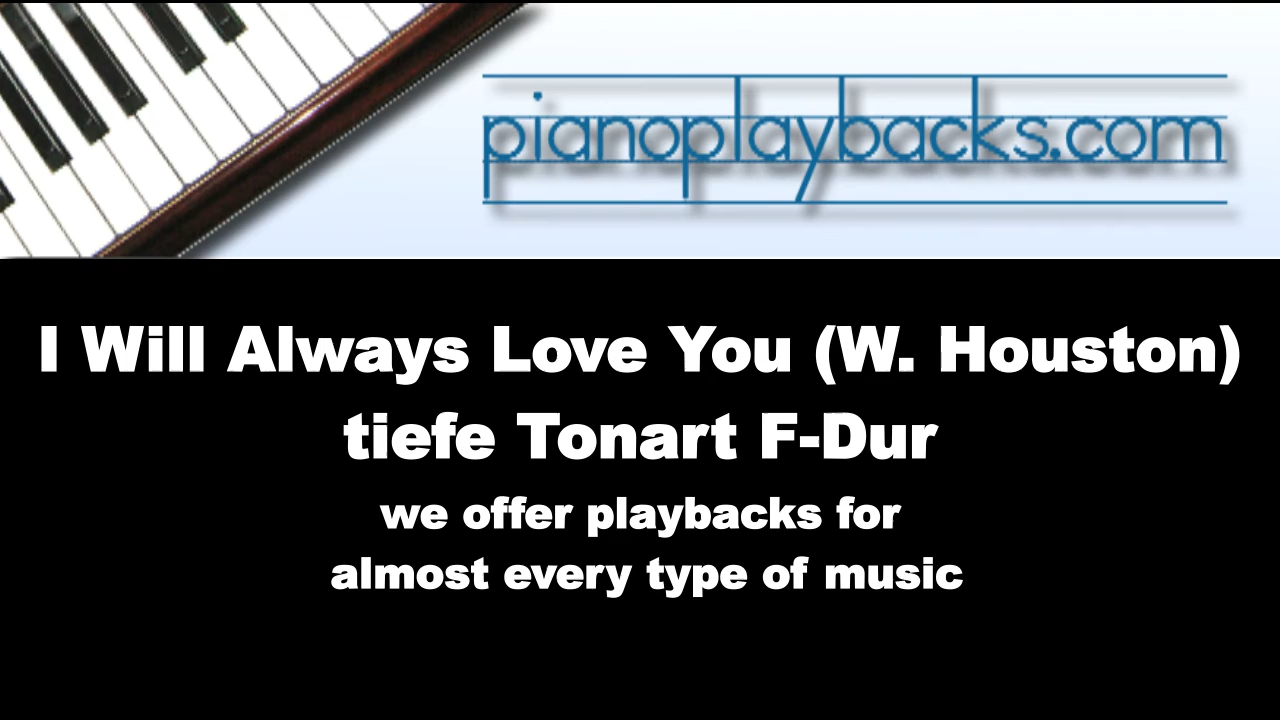 pianoplaybacks.com
I Will Always Love You (W. Houston)
tiefe Tonart F-Dur
we offer playbacks for
almost every type of music